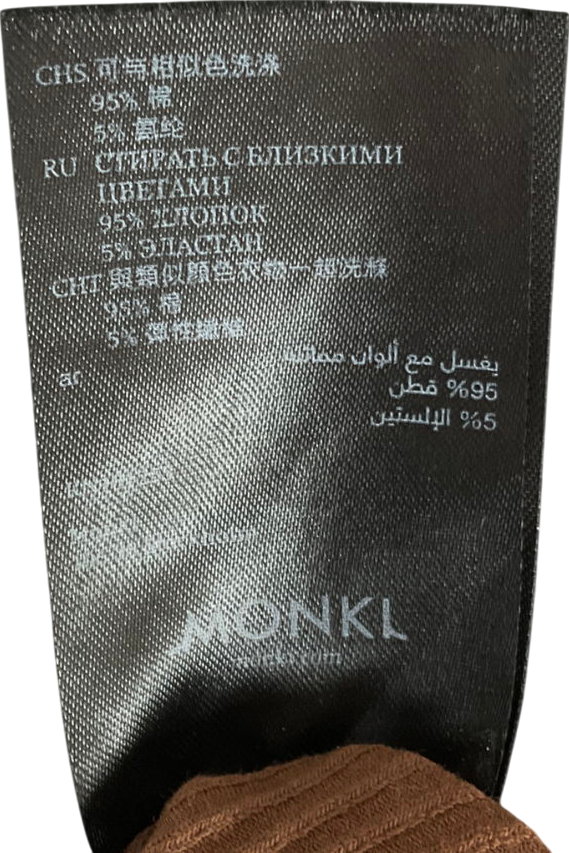 CHS 可与相似色洗涤
95% 棉
5% 氨纶
RU СТИРАТЬ С БЛИЗКИМИ
ЦВЕТАМИ
95% ХЛОПОК
5% ЭЛАСТАН
CHT 與類似顏色衣物一起洗滌
95% 棉
5% 彈性纖維
ar يغسل مع ألوان مماثلة
95% قطن
5% الإلستين
MONKI
monki.com